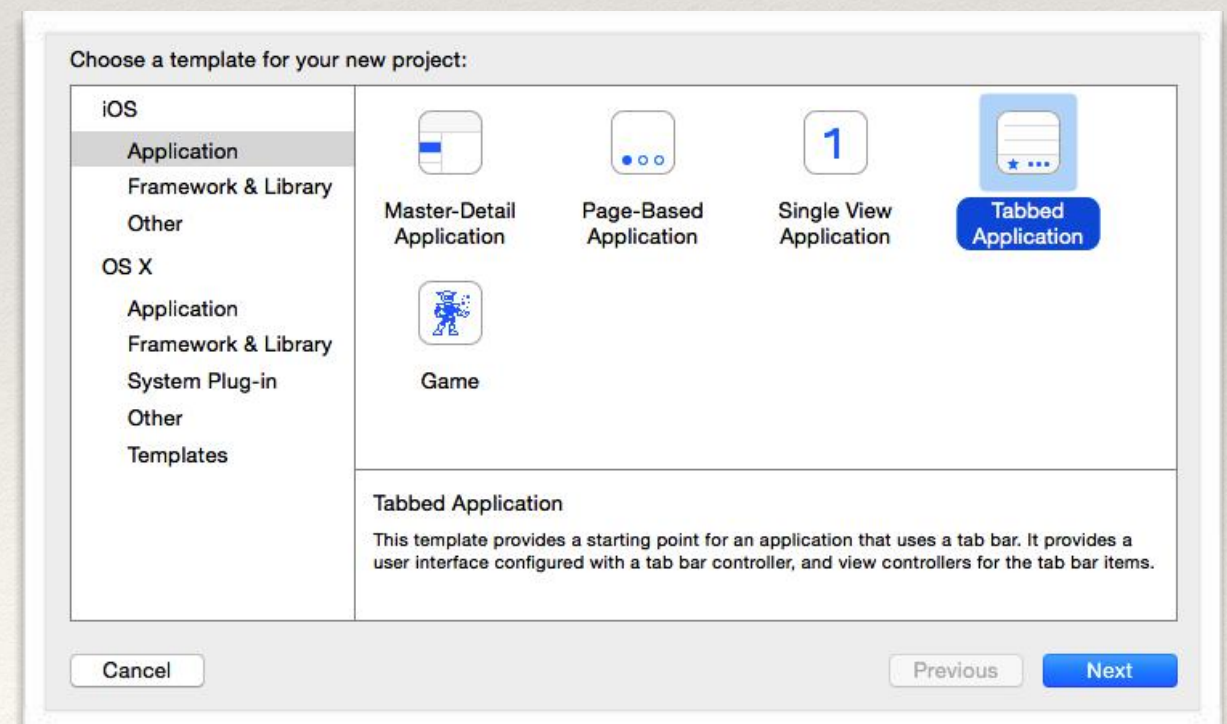 Choose a template for your new project:
iOS
Application
Framework & Library
Other
OS X
Application
Framework & Library
System Plug-in
Other
Templates
Master-Detail
Application
Page-Based
Application
1
Single View
Application
Tabbed
Application
Game
Tabbed Application
This template provides a starting point for an application that uses a tab bar. It provides a
user interface configured with a tab bar controller, and view controllers for the tab bar items.
Cancel
Previous
Next